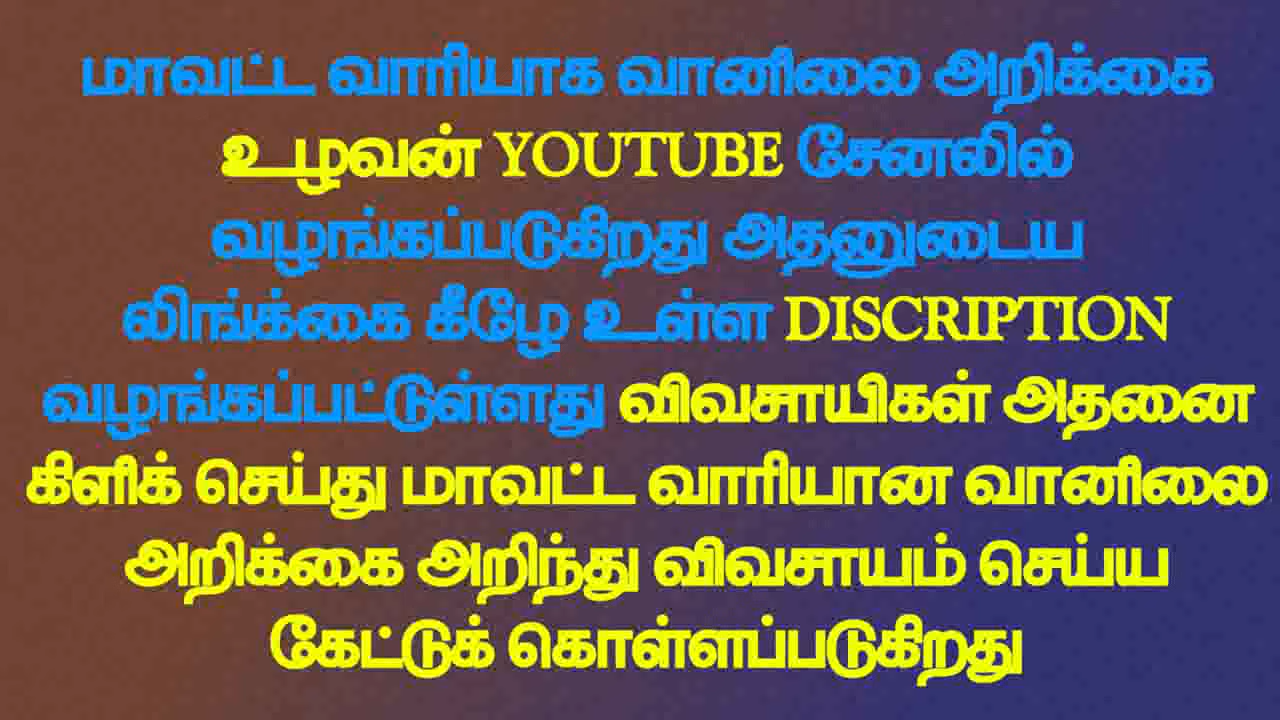 மாவட்ட வாரியாக வானிலை அறிக்கை
உழவன் YOUTUBE சேனலில்
வழங்கப்படுகிறது அதனுடைய
லிங்க்கை கீழே உள்ள DISCRIPTION
வழங்கப்பட்டுள்ளது விவசாயிகள் அதனை
கிளிக் செய்து மாவட்ட வாரியான வானிலை
அறிக்கை அறிந்து விவசாயம் செய்ய
கேட்டுக் கொள்ளப்படுகிறது